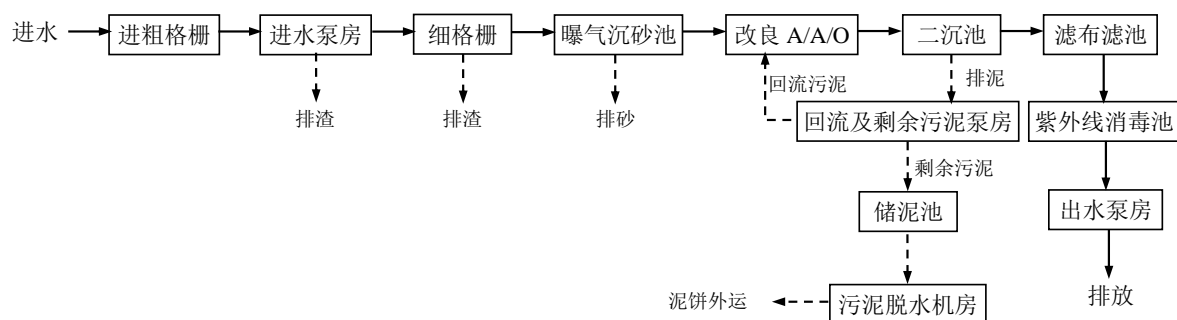 进水
进粗格栅
进水泵房
细格栅
曝气沉砂池
改良 A/A/O
二沉池
滤布滤池
排渣
排渣
排砂
回流污泥
排泥
回流及剩余污泥泵房
紫外线消毒池
剩余污泥
储泥池
出水泵房
泥饼外运
污泥脱水机房
排放